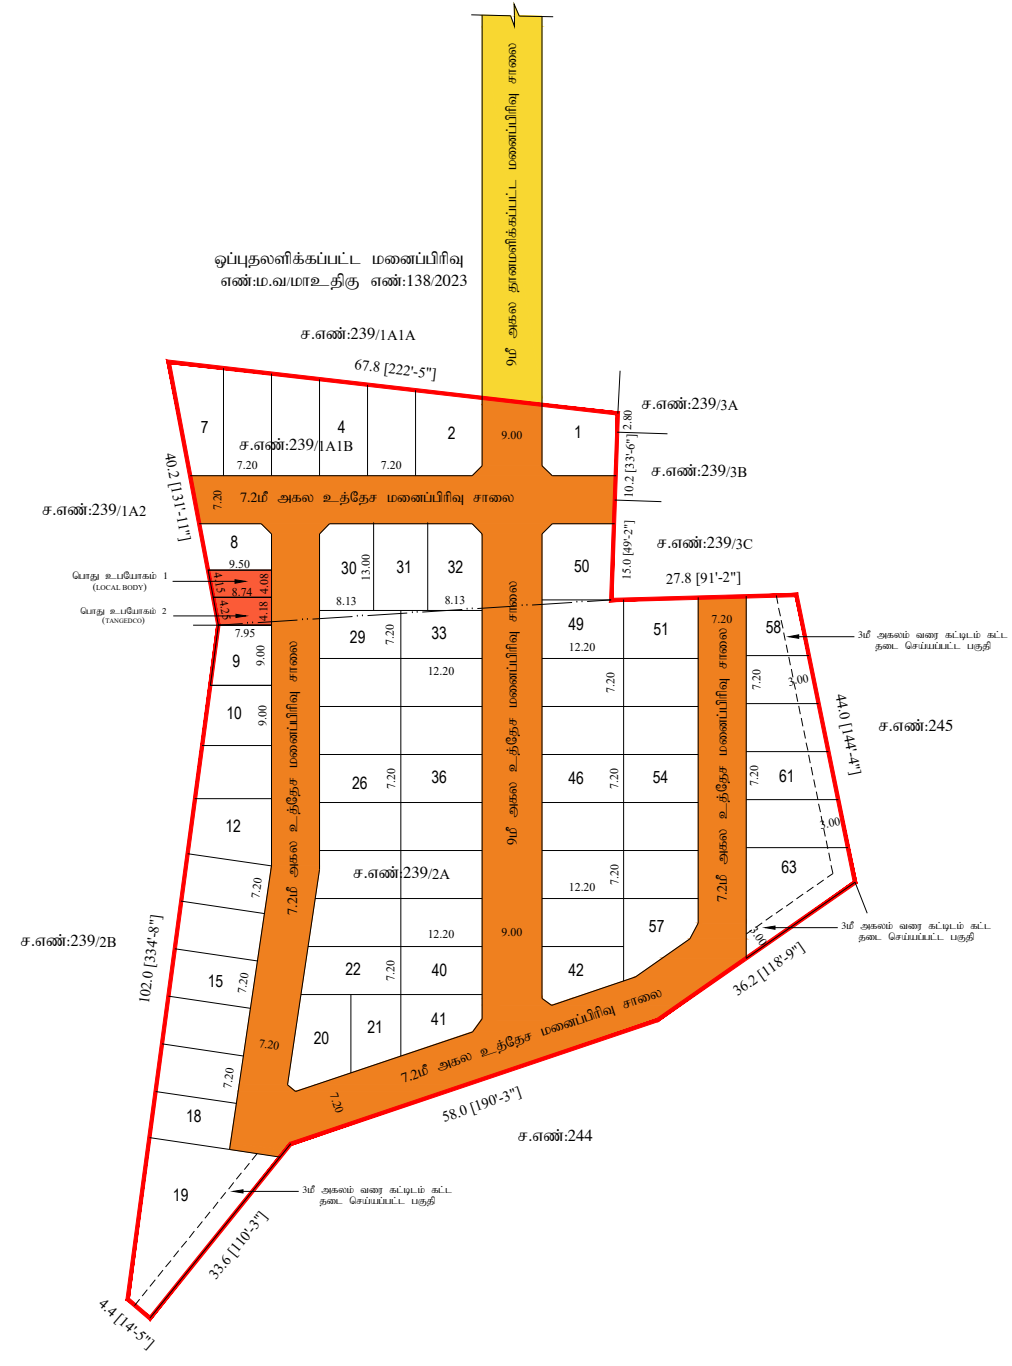 9மீ அகல தானமளிக்கப்பட்ட மனைப்பிரிவு சாலை
ஒப்புதலளிக்கப்பட்ட மனைப்பிரிவு
எண்:ம.வ/மாஉதிகு எண்:138/2023
ச.எண்:239/1A1A
67.8 [222'-5"]
ச.எண்:239/3A
2.80
7
4
2
9.00
1
ச.எண்:239/1A1B
7.20
7.20
10.2 [33'-6"]
ச.எண்:239/3B
40.2 [131'-11"]
7.20
7.2மீ அகல உத்தேச மனைப்பிரிவு சாலை
ச.எண்:239/1A2
15.0 [49'-2"]
ச.எண்:239/3C
8
9.50
30
13.00
31
32
50
27.8 [91'-2"]
பொது உபயோகம் 1
(LOCAL BODY)
4.15
8.74
4.08
பொது உபயோகம் 2
(TANGEDCO)
4.25
4.18
7.95
8.13
8.13
29
7.20
33
49
12.20
51
7.20
58
3மீ அகலம் வரை கட்டிடம் கட்ட
தடை செய்யப்பட்ட பகுதி
9
9.00
12.20
7.20
7.20
3.00
10
9.00
7.2மீ அகல உத்தேச மனைப்பிரிவு சாலை
9மீ அகல உத்தேச மனைப்பிரிவு சாலை
7.2மீ அகல உத்தேச மனைப்பிரிவு சாலை
44.0 [144'-4"]
ச.எண்:245
26
7.20
36
46
7.20
54
7.20
61
12
3.00
ச.எண்:239/2A
63
7.20
12.20
7.20
ச.எண்:239/2B
102.0 [334'-8"]
12.20
9.00
57
3.00
3மீ அகலம் வரை கட்டிடம் கட்ட
தடை செய்யப்பட்ட பகுதி
15
7.20
22
7.20
40
42
36.2 [118'-9"]
20
21
41
7.20
7.2மீ அகல உத்தேச மனைப்பிரிவு சாலை
7.20
7.20
18
58.0 [190'-3"]
ச.எண்:244
19
3மீ அகலம் வரை கட்டிடம் கட்ட
தடை செய்யப்பட்ட பகுதி
33.6 [110'-3"]
4.4 [14'-5"]